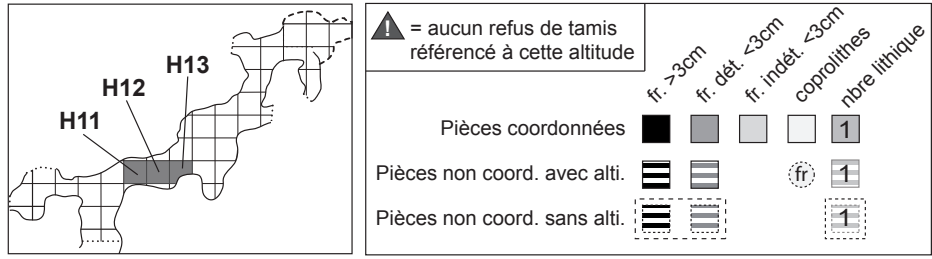 H13
H12
H11
! = aucun refus de tamis
référencé à cette altitude
fr. >3cm
fr. dét. <3cm
fr. indét. <3cm
coprolithes
nbre lithique
Pièces coordonnées 1
Pièces non coord. avec alti. fr 1
Pièces non coord. sans alti. 1